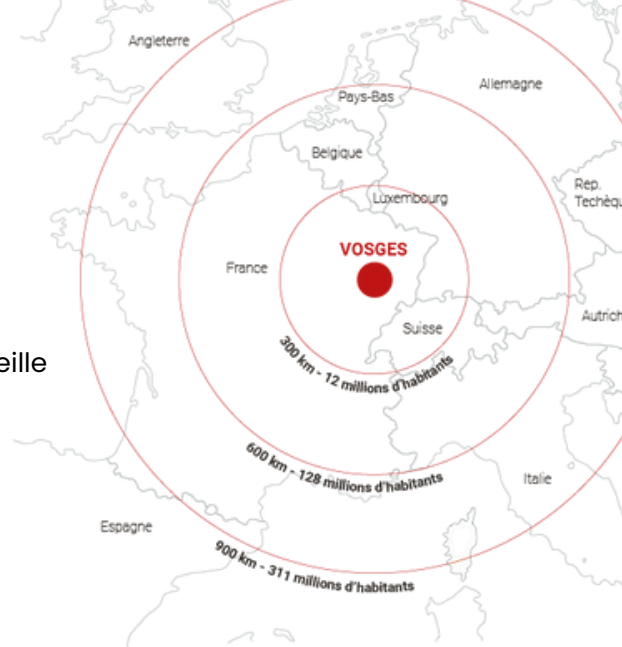 Angleterre
Allemagne
Pays-Bas
Belgique
Rep.
Techèqu
Luxembourg
VOSGES
France
Autrich
Suisse
300 km - 12 millions d'habitants
eille
600 km - 128 millions d'habitants
Italie
Espagne
900 km - 311 millions d'habitants